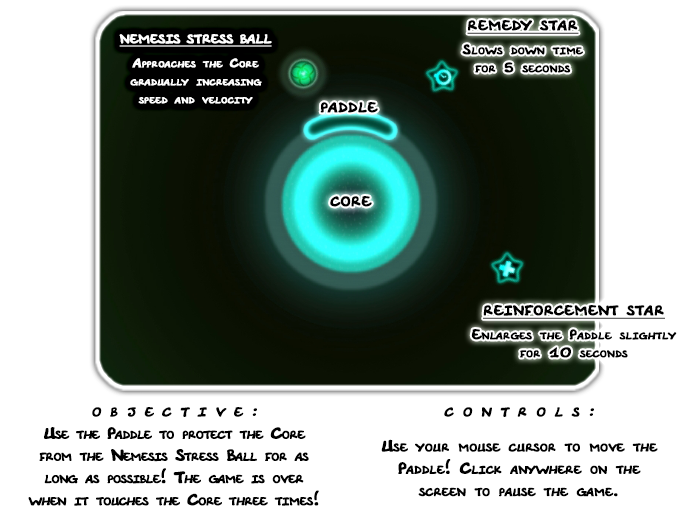 NEMESIS STRESS BALL
APPROACHES THE CORE
GRADUALLY INCREASING
SPEED AND VELOCITY
REMEDY STAR
SLOWS DOWN TIME
FOR 5 SECONDS
PADDLE
CORE
REINFORCEMENT STAR
ENLARGES THE PADDLE SLIGHTLY
FOR 10 SECONDS
OBJECTIVE:
USE THE PADDLE TO PROTECT THE CORE
FROM THE NEMESIS STRESS BALL FOR AS
LONG AS POSSIBLE! THE GAME IS OVER
WHEN IT TOUCHES THE CORE THREE TIMES!
CONTROLS:
USE YOUR MOUSE CURSOR TO MOVE THE
PADDLE! CLICK ANYWHERE ON THE
SCREEN TO PAUSE THE GAME.